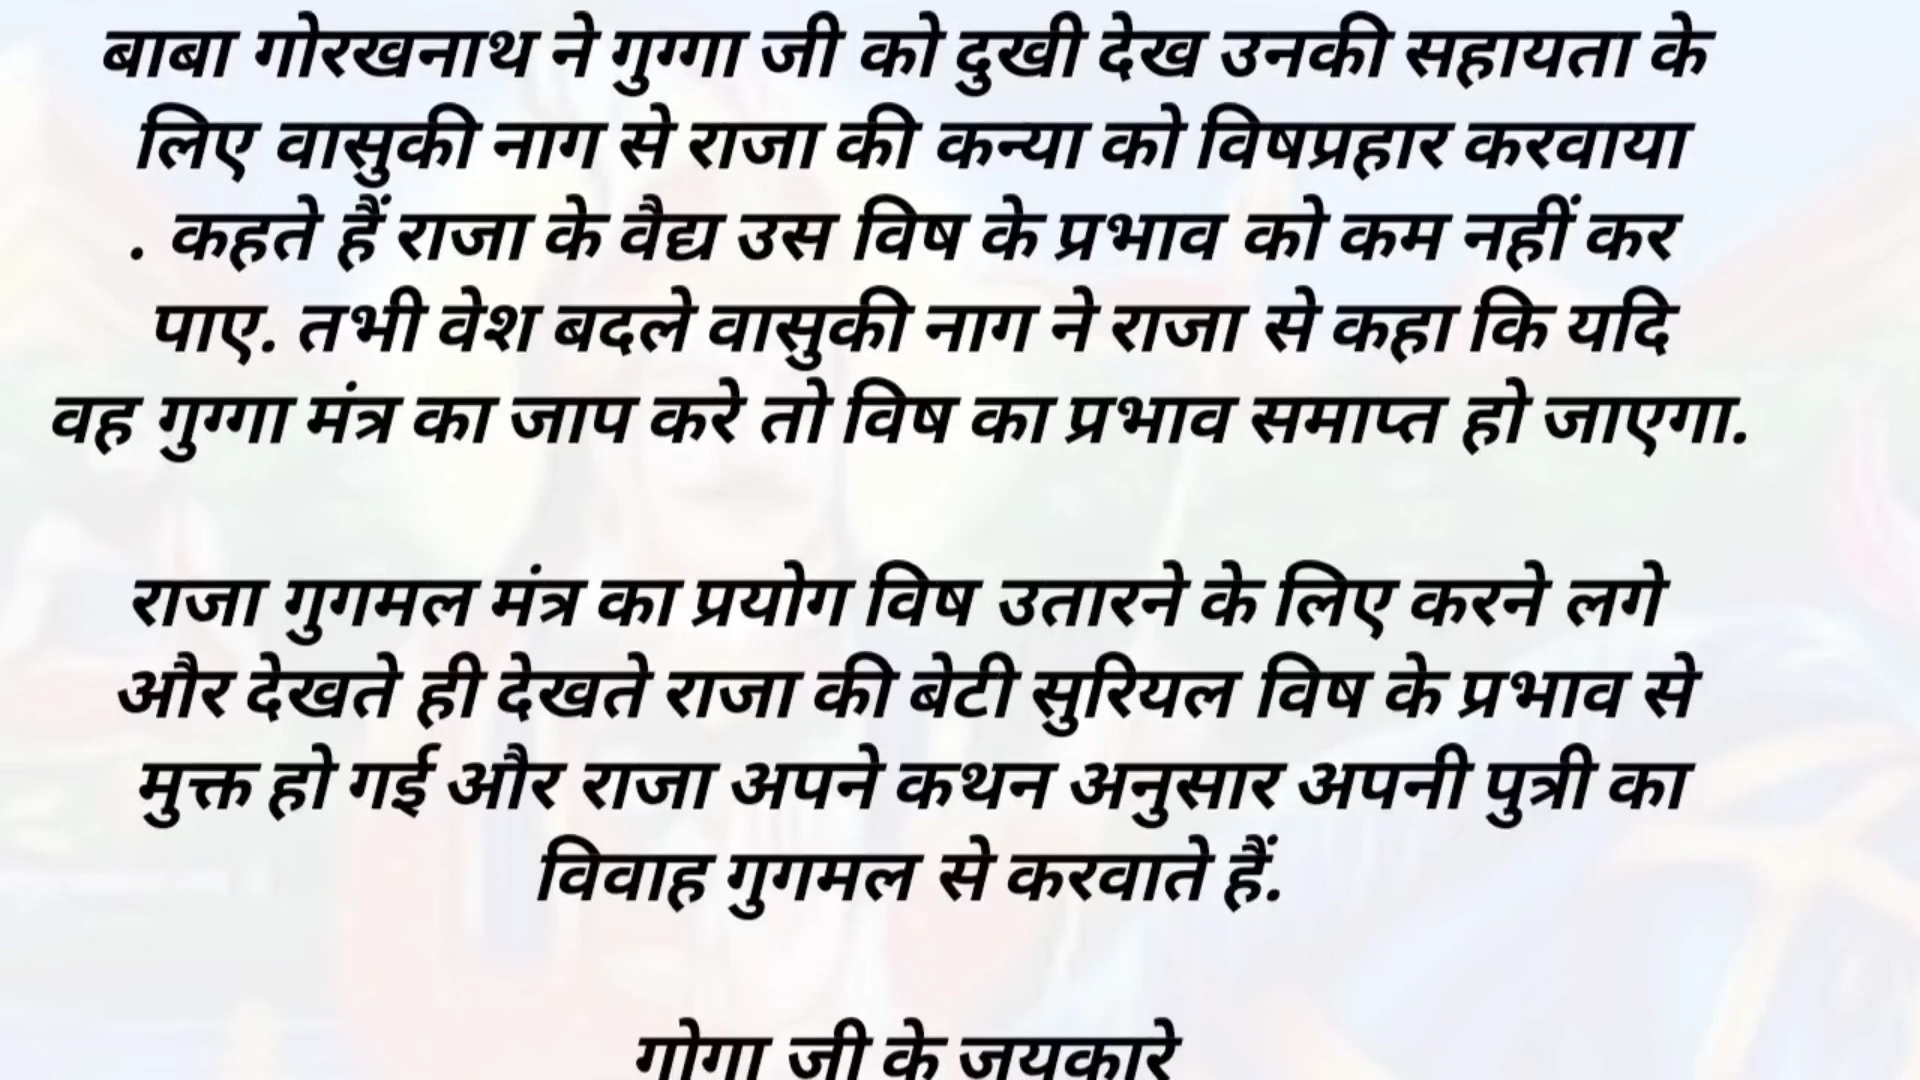 बाबा गोरखनाथ ने गुग्गा जी को दुखी देख उनकी सहायता के
लिए वासुकी नाग से राजा की कन्या को विषप्रहार करवाया
. कहते हैं राजा के वैद्य उस विष के प्रभाव को कम नहीं कर
पाए. तभी वेश बदले वासुकी नाग ने राजा से कहा कि यदि
वह गुग्गा मंत्र का जाप करे तो विष का प्रभाव समाप्त हो जाएगा.
राजा गुगमल मंत्र का प्रयोग विष उतारने के लिए करने लगे
और देखते ही देखते राजा की बेटी सुरियल विष के प्रभाव से
मुक्त हो गई और राजा अपने कथन अनुसार अपनी पुत्री का
विवाह गुगमल से करवाते हैं.
गोगा जी के जयकारे